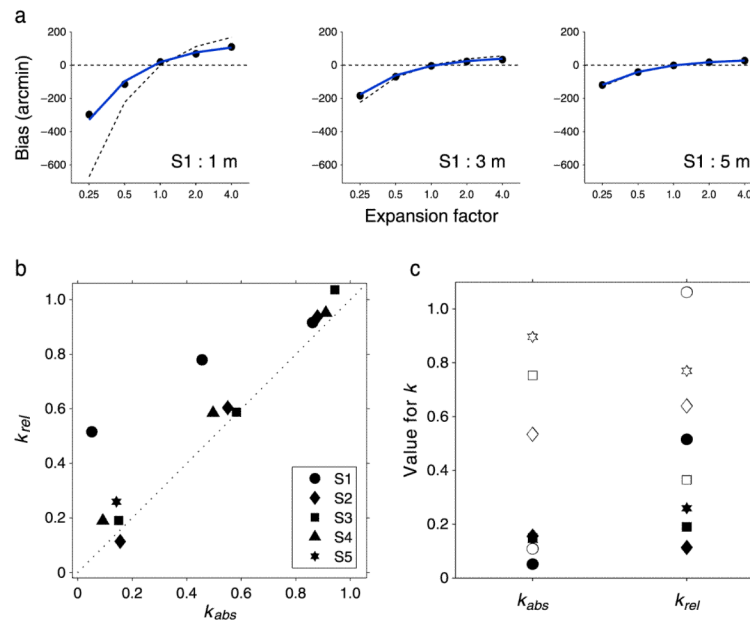 a
200
0
−200
−400
−600
Bias (arcmin)
S1 : 1 m
0.25 0.5 1.0 2.0 4.0
200
0
−200
−400
−600
S1 : 3 m
0.25 0.5 1.0 2.0 4.0
200
0
−200
−400
−600
S1 : 5 m
0.25 0.5 1.0 2.0 4.0
Expansion factor
b
1.0
0.8
0.6
0.4
0.2
0
k_rel
S1
S2
S3
S4
S5
0 0.2 0.4 0.6 0.8 1.0
k_abs
c
1
0.8
0.6
0.4
0.2
0
Value for k
k_abs k_rel